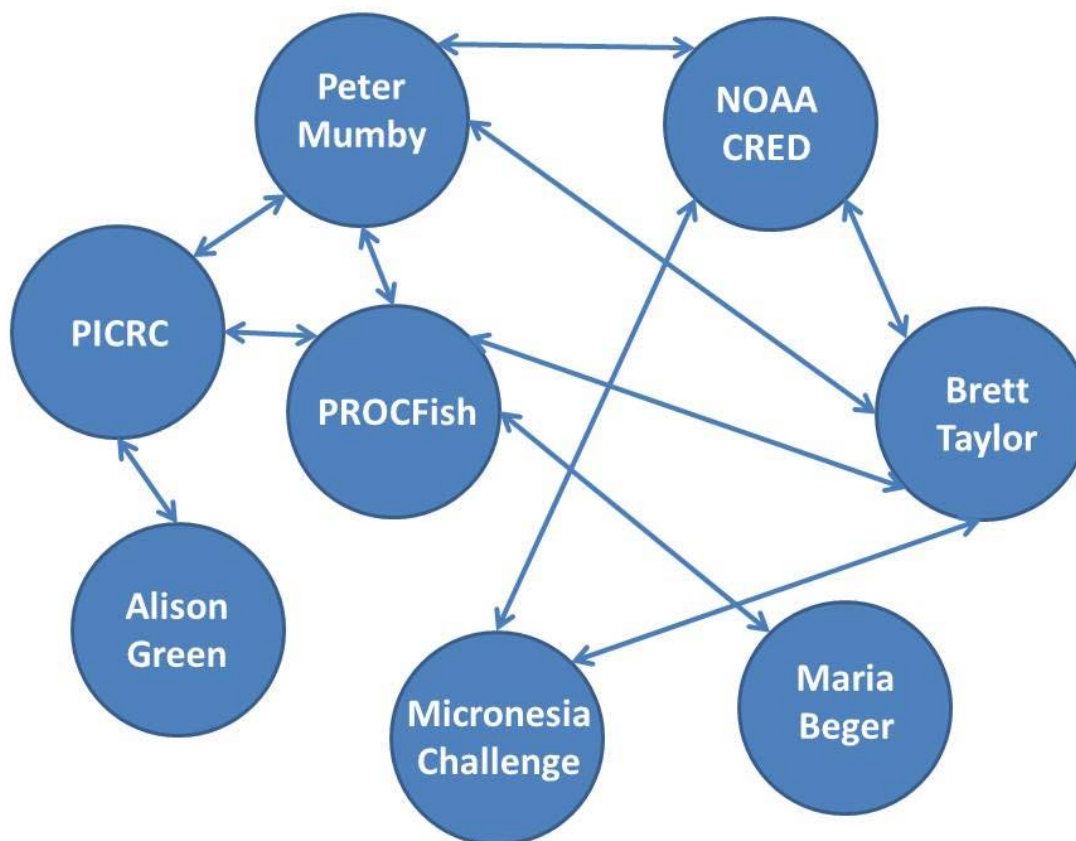 Peter
Mumby
NOAA
CRED
PICRC
PROCFish
Brett
Taylor
Alison
Green
Micronesia
Challenge
Maria
Beger